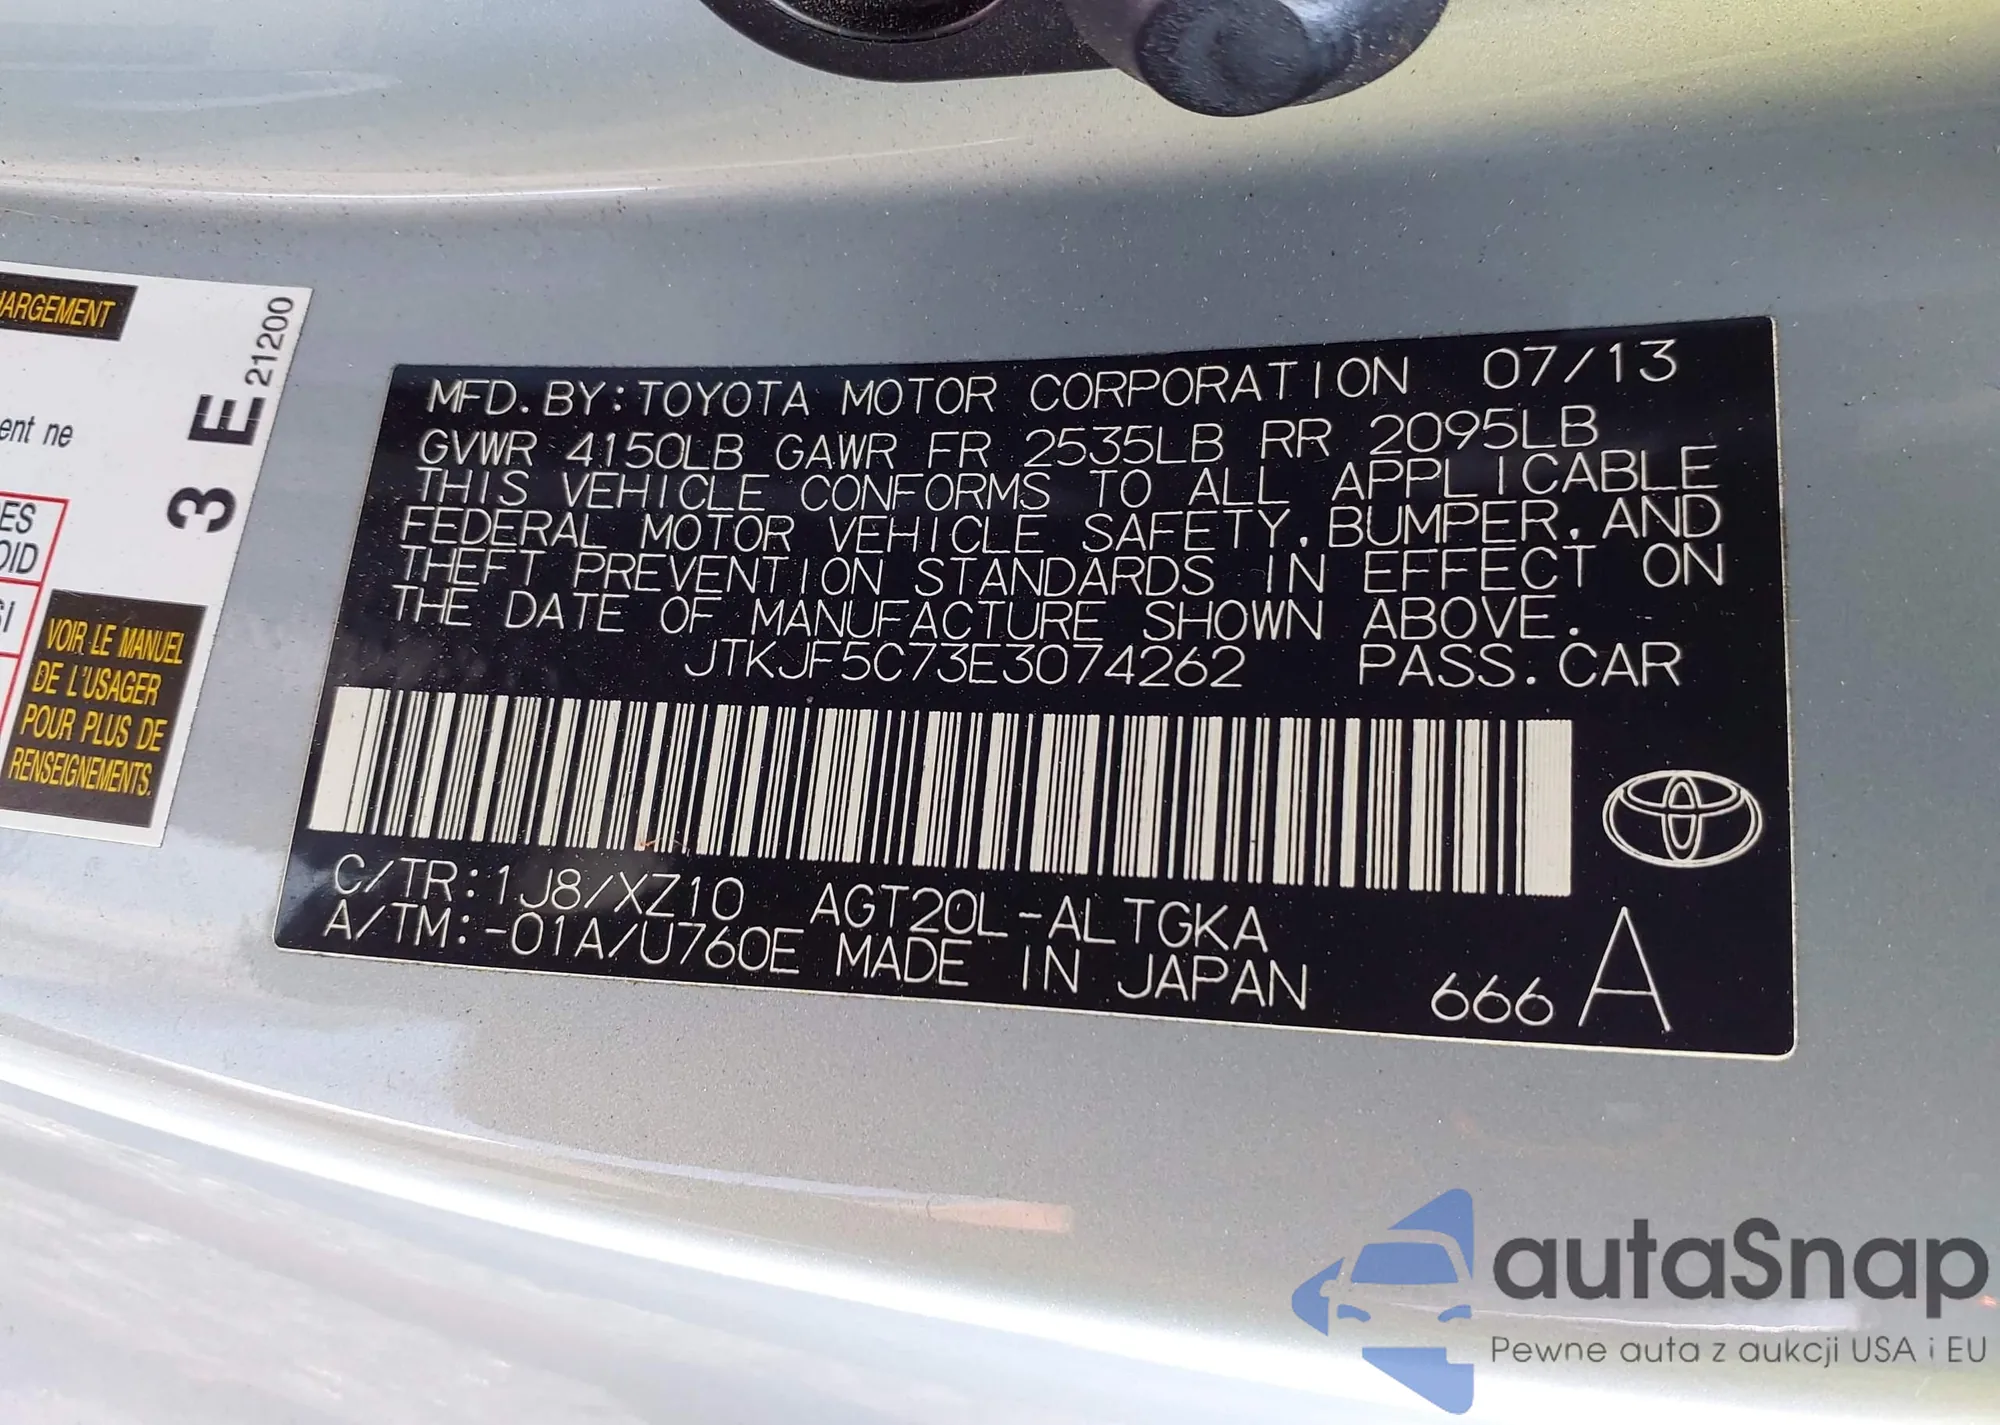 HARGEMENT
3 E 21200
ent ne
ES
OID
SI
VOIR LE MANUEL
DE L'USAGER
POUR PLUS DE
RENSEIGNEMENTS.
MFD. BY: TOYOTA MOTOR CORPORATION 07/13
GVWR 4150LB GAWR FR 2535LB RR 2095LB
THIS VEHICLE CONFORMS TO ALL APPLICABLE
FEDERAL MOTOR VEHICLE SAFETY, BUMPER, AND
THEFT PREVENTION STANDARDS IN EFFECT ON
THE DATE OF MANUFACTURE SHOWN ABOVE.
JTKJF5C73E3074262 PASS. CAR
C/TR: 1J8/XZ10 AGT20L-ALTGKA
A/TM: -01A/U760E MADE IN JAPAN 666 A
autaSnap
Pewne auta z aukcji USA i EU